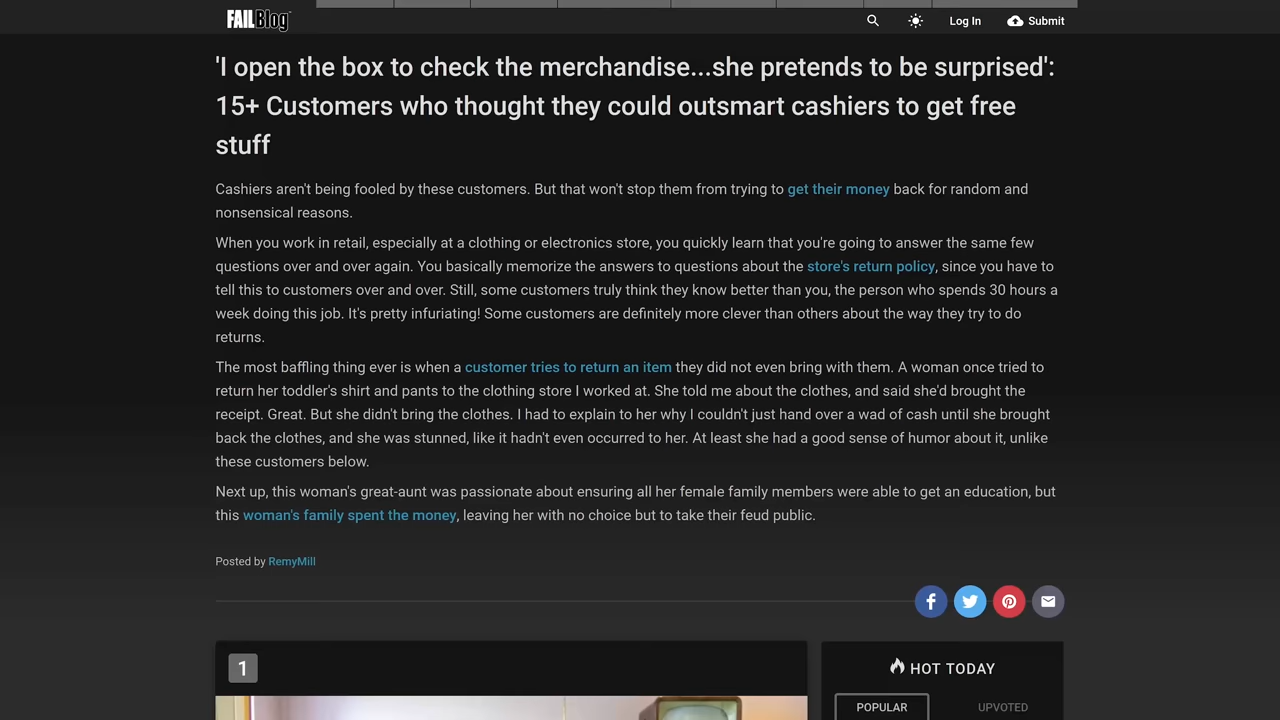 FAILBlog
Log In
Submit
'I open the box to check the merchandise...she pretends to be surprised':
15+ Customers who thought they could outsmart cashiers to get free
stuff
Cashiers aren't being fooled by these customers. But that won't stop them from trying to get their money back for random and
nonsensical reasons.
When you work in retail, especially at a clothing or electronics store, you quickly learn that you're going to answer the same few
questions over and over again. You basically memorize the answers to questions about the store's return policy, since you have to
tell this to customers over and over. Still, some customers truly think they know better than you, the person who spends 30 hours a
week doing this job. It's pretty infuriating! Some customers are definitely more clever than others about the way they try to do
returns.
The most baffling thing ever is when a customer tries to return an item they did not even bring with them. A woman once tried to
return her toddler's shirt and pants to the clothing store I worked at. She told me about the clothes, and said she'd brought the
receipt. Great. But she didn't bring the clothes. I had to explain to her why I couldn't just hand over a wad of cash until she brought
back the clothes, and she was stunned, like it hadn't even occurred to her. At least she had a good sense of humor about it, unlike
these customers below.
Next up, this woman's great-aunt was passionate about ensuring all her female family members were able to get an education, but
this woman's family spent the money, leaving her with no choice but to take their feud public.
Posted by RemyMill
1
HOT TODAY
POPULAR
UPVOTED